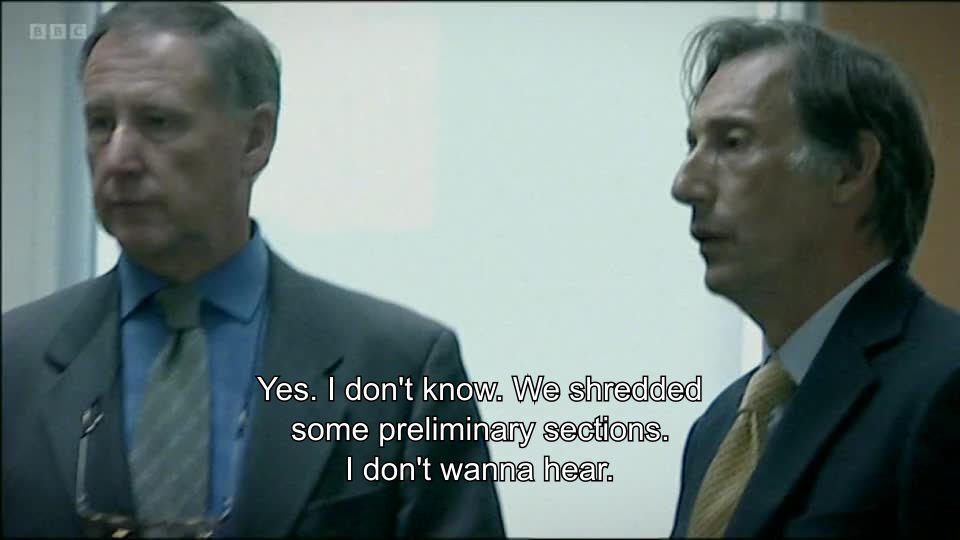 BBC
Yes. I don't know. We shredded
some preliminary sections.
I don't wanna hear.